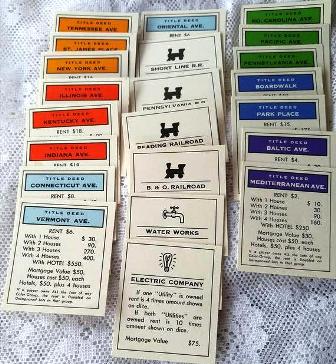 TITLE DEED
TENNESSEE AVE.
TITLE DEED
ST. JAMES PLACE
TITLE DEED
NEW YORK AVE.
TITLE DEED
ILLINOIS AVE.
TITLE DEED
KENTUCKY AVE.
RENT $18.
TITLE DEED
INDIANA AVE.
TITLE DEED
CONNECTICUT AVE.
RENT $8.
TITLE DEED
VERMONT AVE.
RENT $6.
With 1 House $ 30.
With 2 Houses 90.
With 3 Houses 270.
With 4 Houses 400.
With HOTEL $550.
Mortgage Value $50.
Houses cost $50. each
Hotels, $50. plus 4 houses
TITLE DEED
ORIENTAL AVE.
SHORT LINE R.R.
PENNSYLVANIA R.R.
READING RAILROAD
B. & O. RAILROAD
WATER WORKS
ELECTRIC COMPANY
If one "Utility" is owned
rent is 4 times amount shown
on dice.
If both "Utilities" are
owned rent is 10 times
amount shown on dice.
Mortgage Value $75.
TITLE DEED
NO. CAROLINA AVE.
TITLE DEED
PACIFIC AVE.
TITLE DEED
PENNSYLVANIA AVE.
TITLE DEED
BOARDWALK
TITLE DEED
PARK PLACE
RENT $35.
TITLE DEED
BALTIC AVE.
RENT $4.
TITLE DEED
MEDITERRANEAN AVE.
RENT $2.
With 1 House $ 10.
With 2 Houses 30.
With 3 Houses 90.
With 4 Houses 160.
With HOTEL $250.
Mortgage Value $30.
Houses cost $50. each
Hotels, $50. plus 4 houses